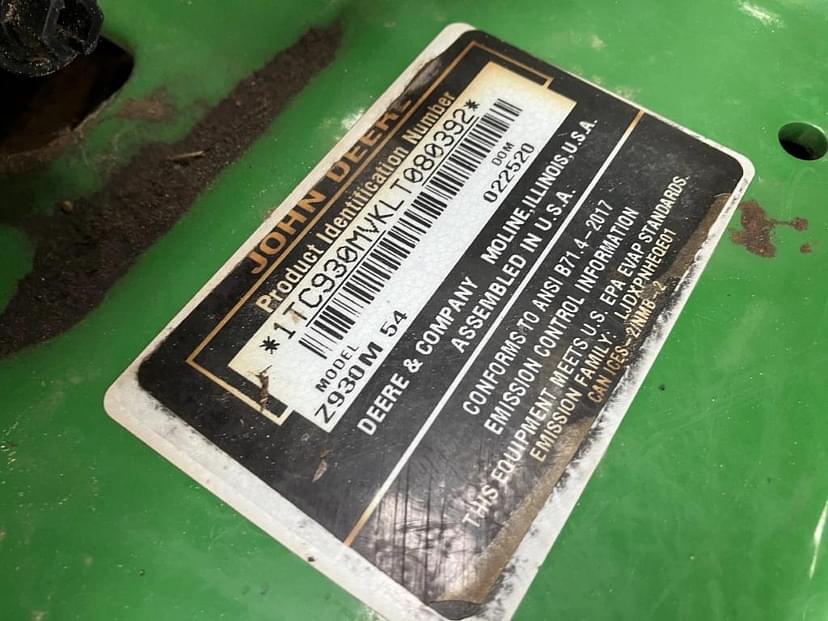 JOHN DEERE
Product Identification Number
*1TC930MVKLT080392*
MODEL
DOM
Z930M 54
022520
DEERE & COMPANY MOLINE, ILLINOIS, U.S.A.
ASSEMBLED IN U.S.A.
CONFORMS TO ANSI B71.4-2017
EMISSION CONTROL INFORMATION
THIS EQUIPMENT MEETS U.S. EPA EVAP STANDARDS.
EMISSION FAMILY: IJDXPNHEQE01
CAN ICES-2/NMB-2